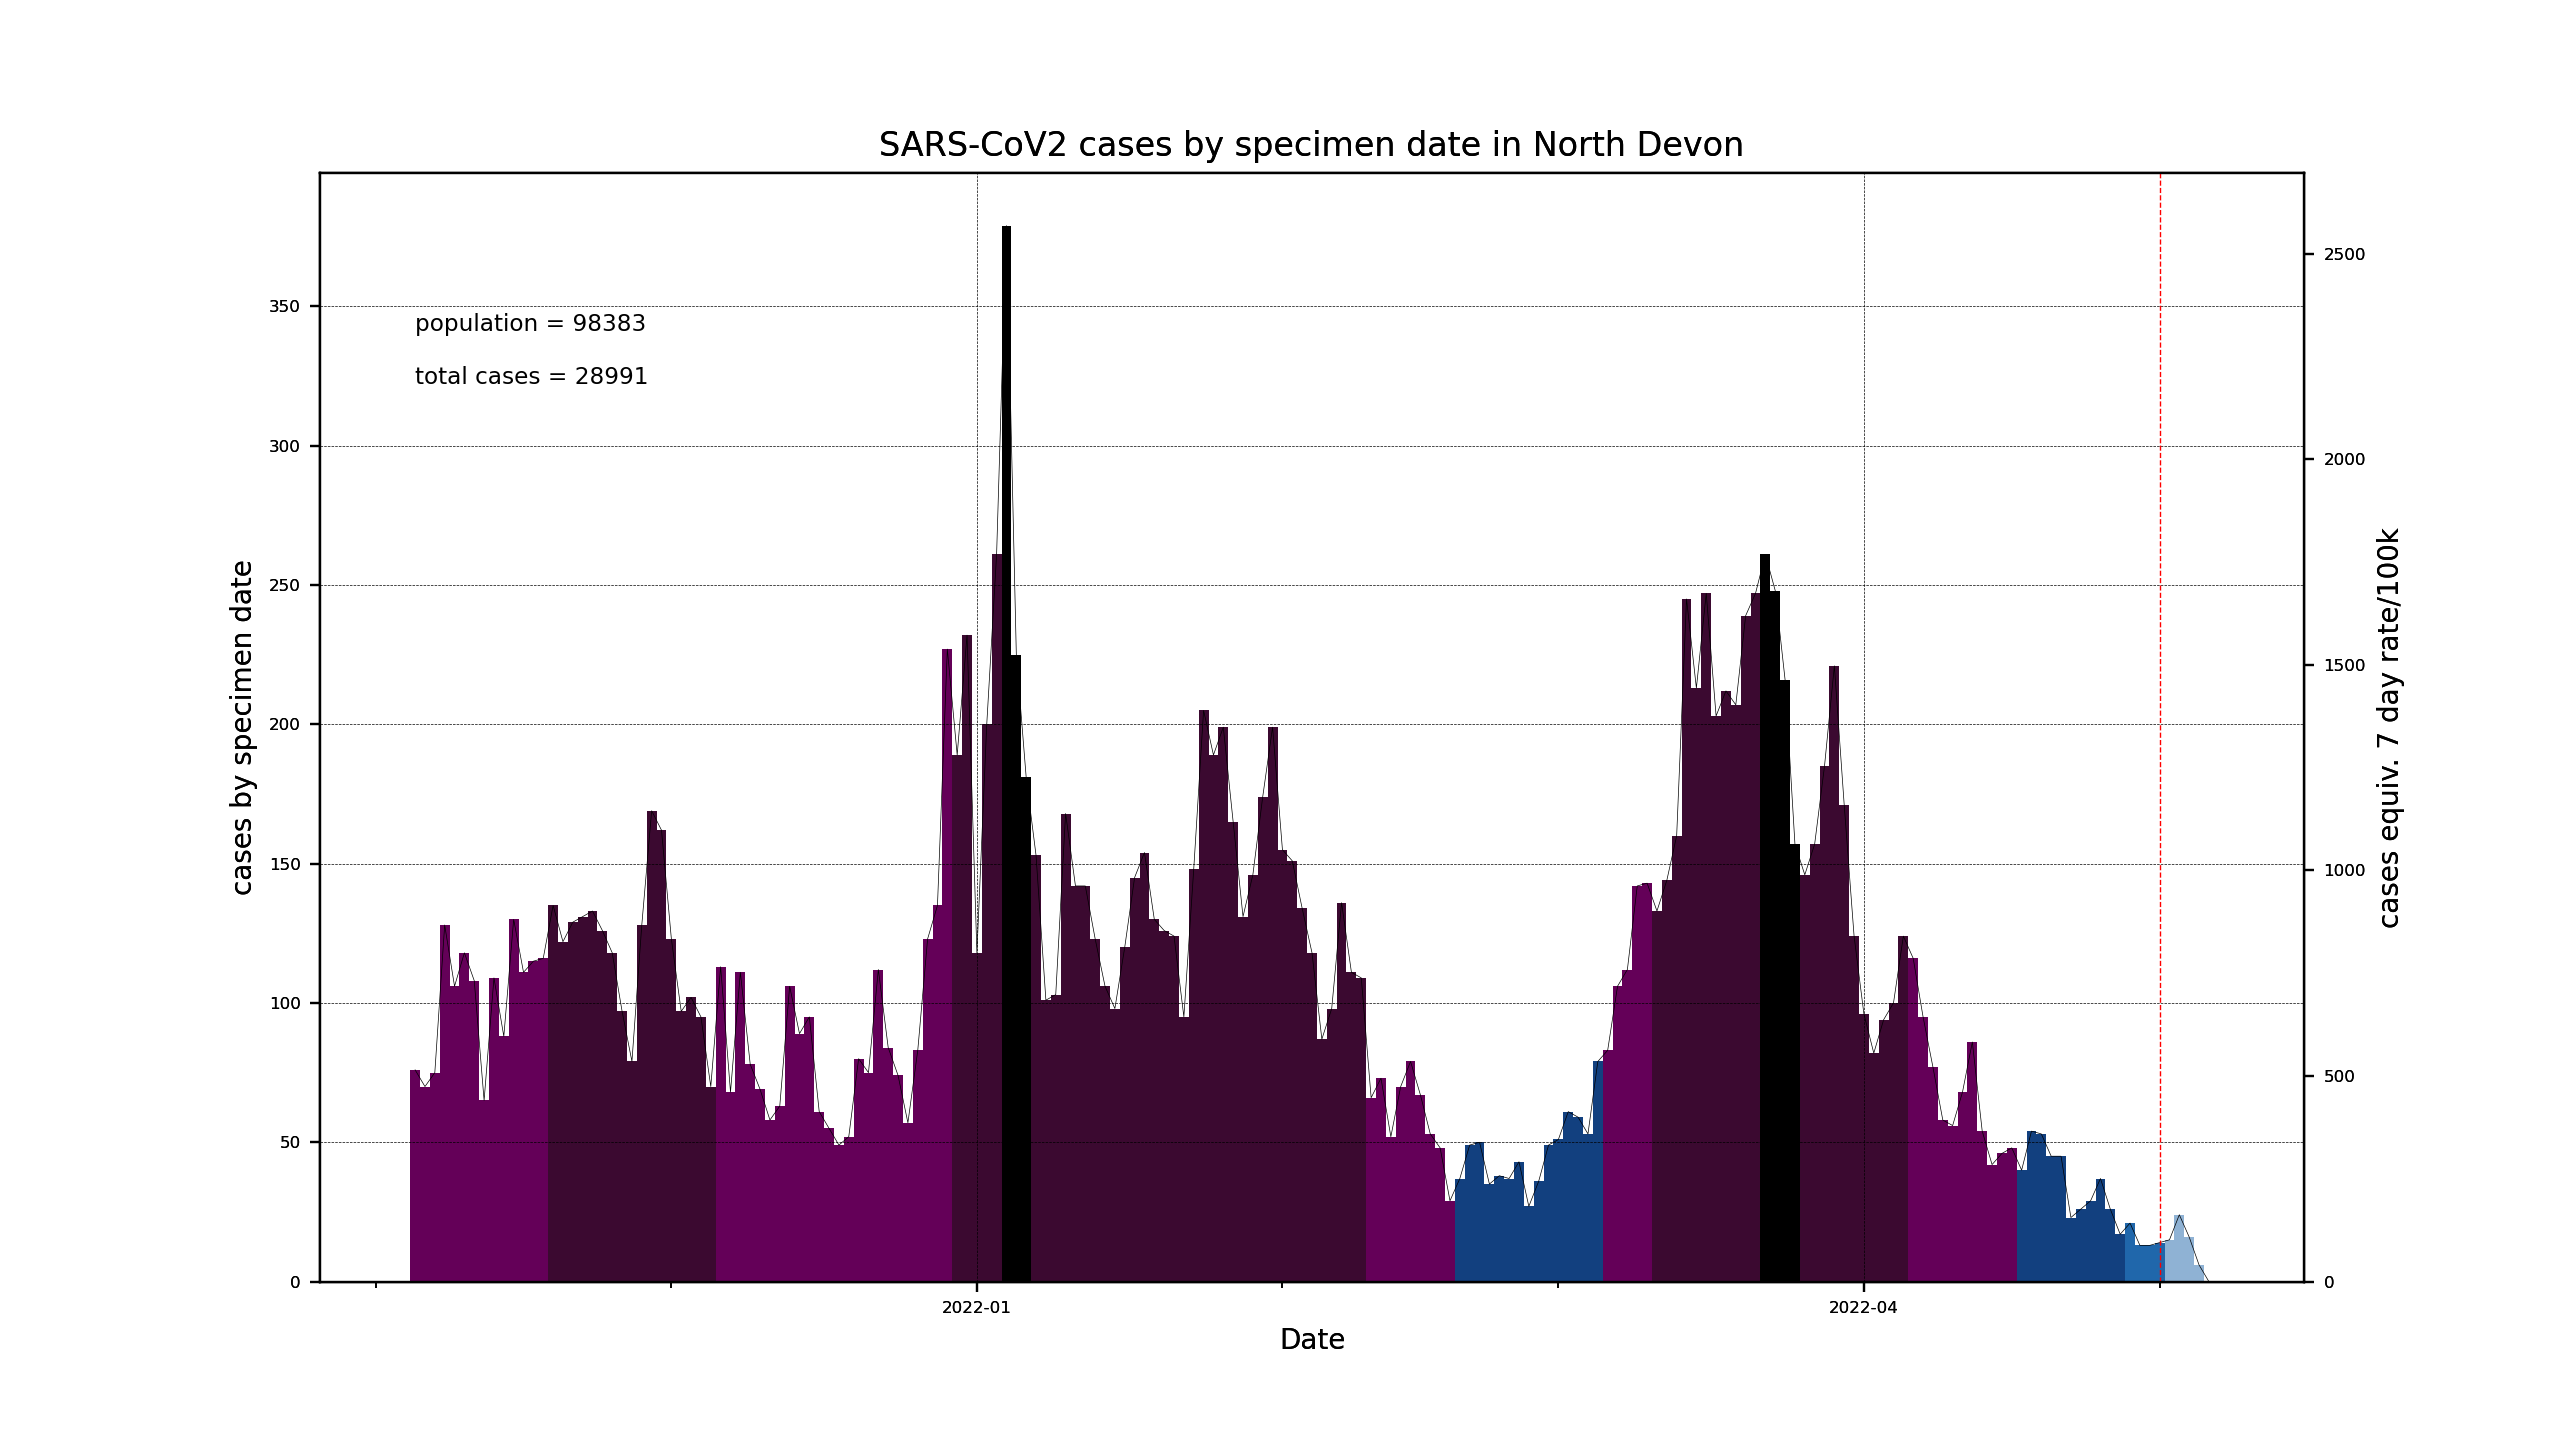 SARS-CoV2 cases by specimen date in North Devon
population = 98383
total cases = 28991
cases by specimen date
350
300
250
200
150
100
50
0
2500
2000
1500
1000
500
0
cases equiv. 7 day rate/100k
2022-01
2022-04
Date